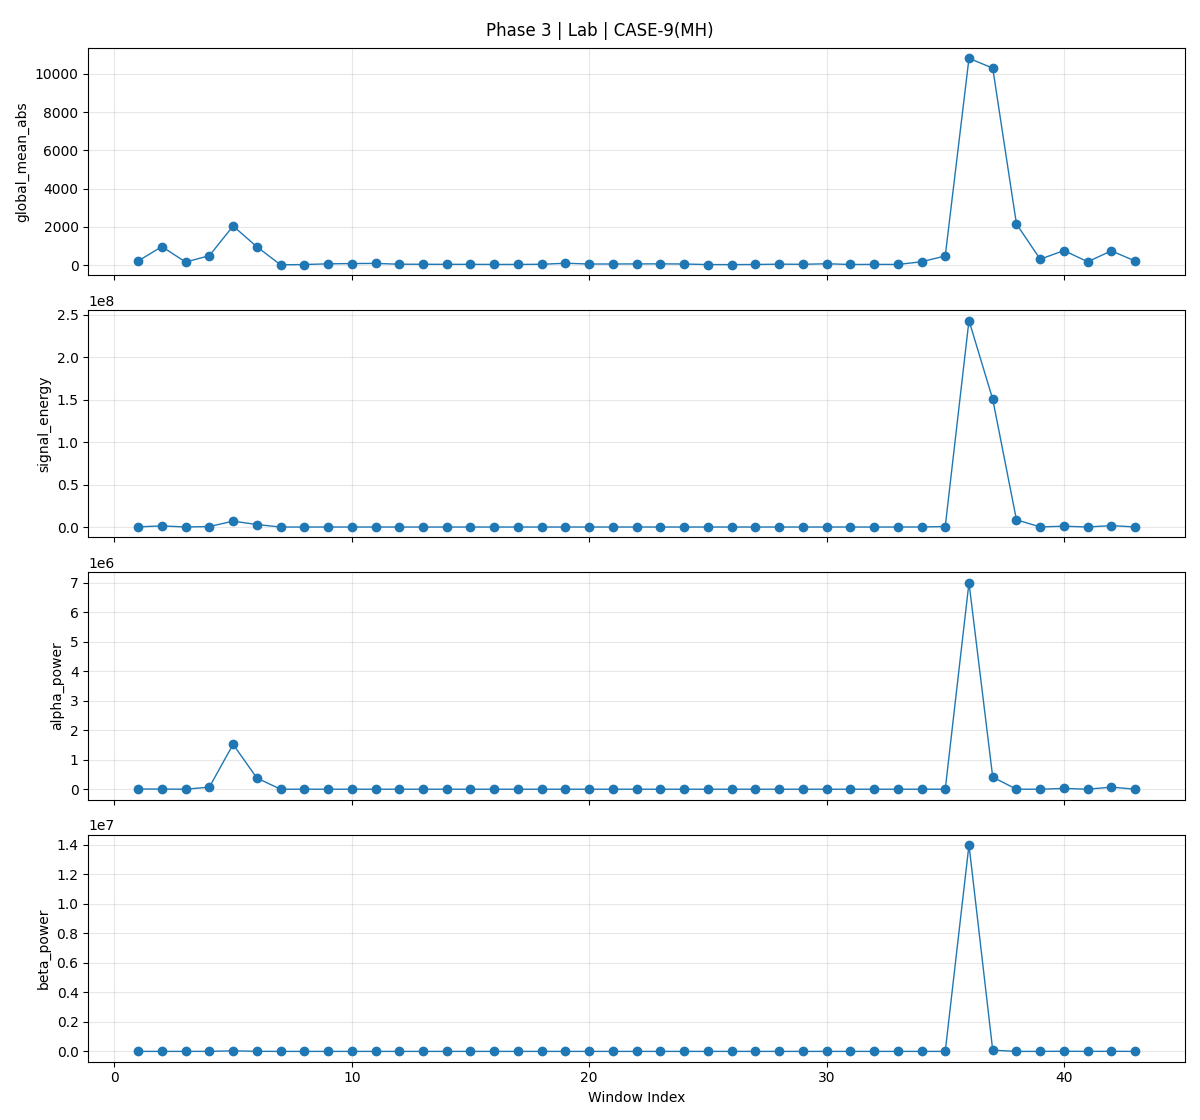 Phase 3 | Lab | CASE-9(MH)
global_mean_abs
10000
8000
6000
4000
2000
0
1e8
signal_energy
2.5
2.0
1.5
1.0
0.5
0.0
1e6
alpha_power
7
6
5
4
3
2
1
0
1e7
beta_power
1.4
1.2
1.0
0.8
0.6
0.4
0.2
0.0
0 10 20 30 40
Window Index